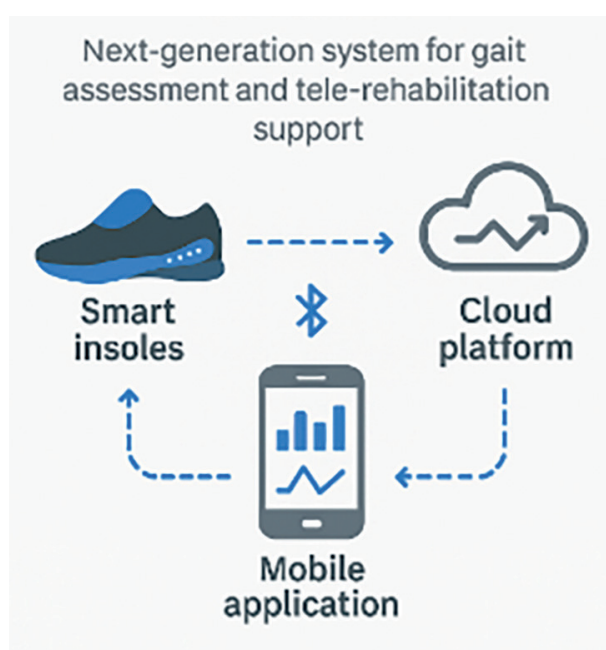 Next-generation system for gait
assessment and tele-rehabilitation
support
Smart
insoles
Cloud
platform
Mobile
application